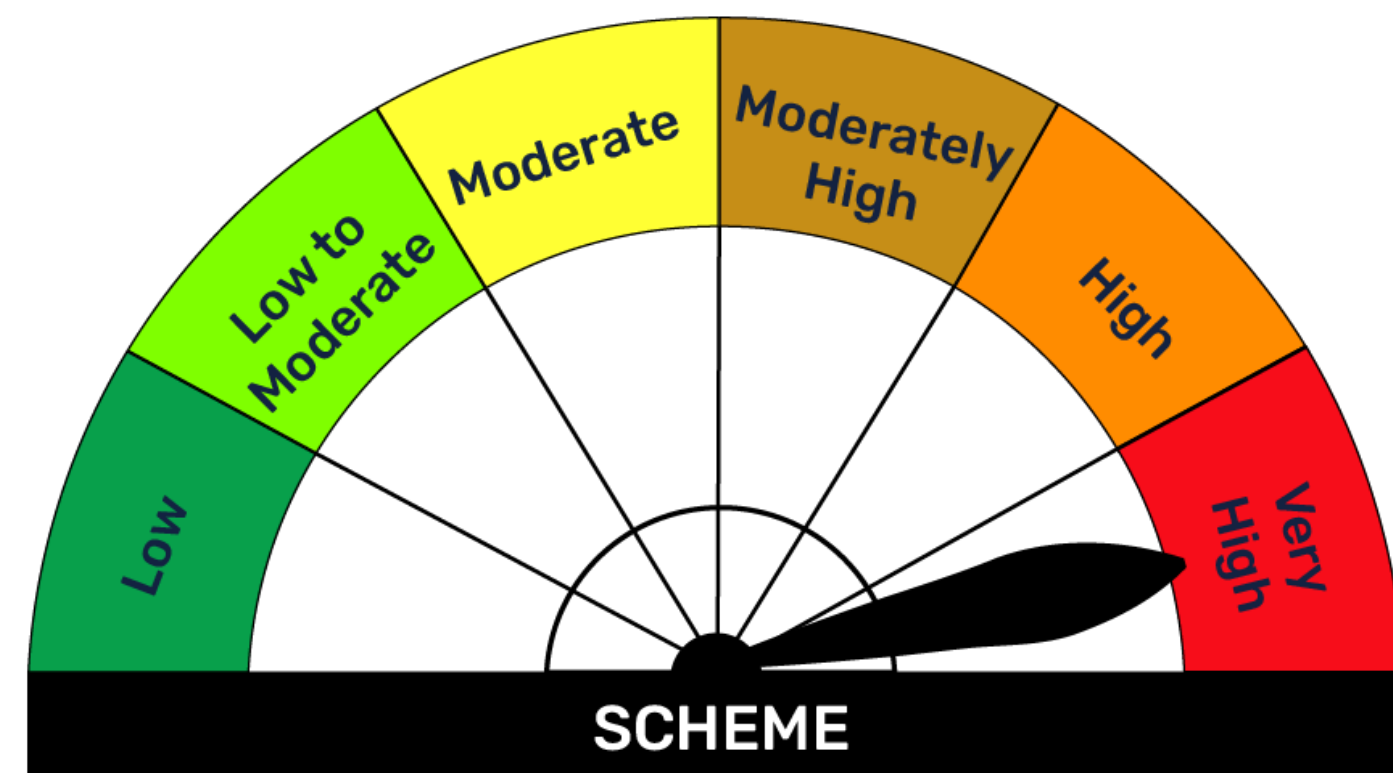 Low
Low to
Moderate
Moderate
Moderately
High
High
Very
High
SCHEME